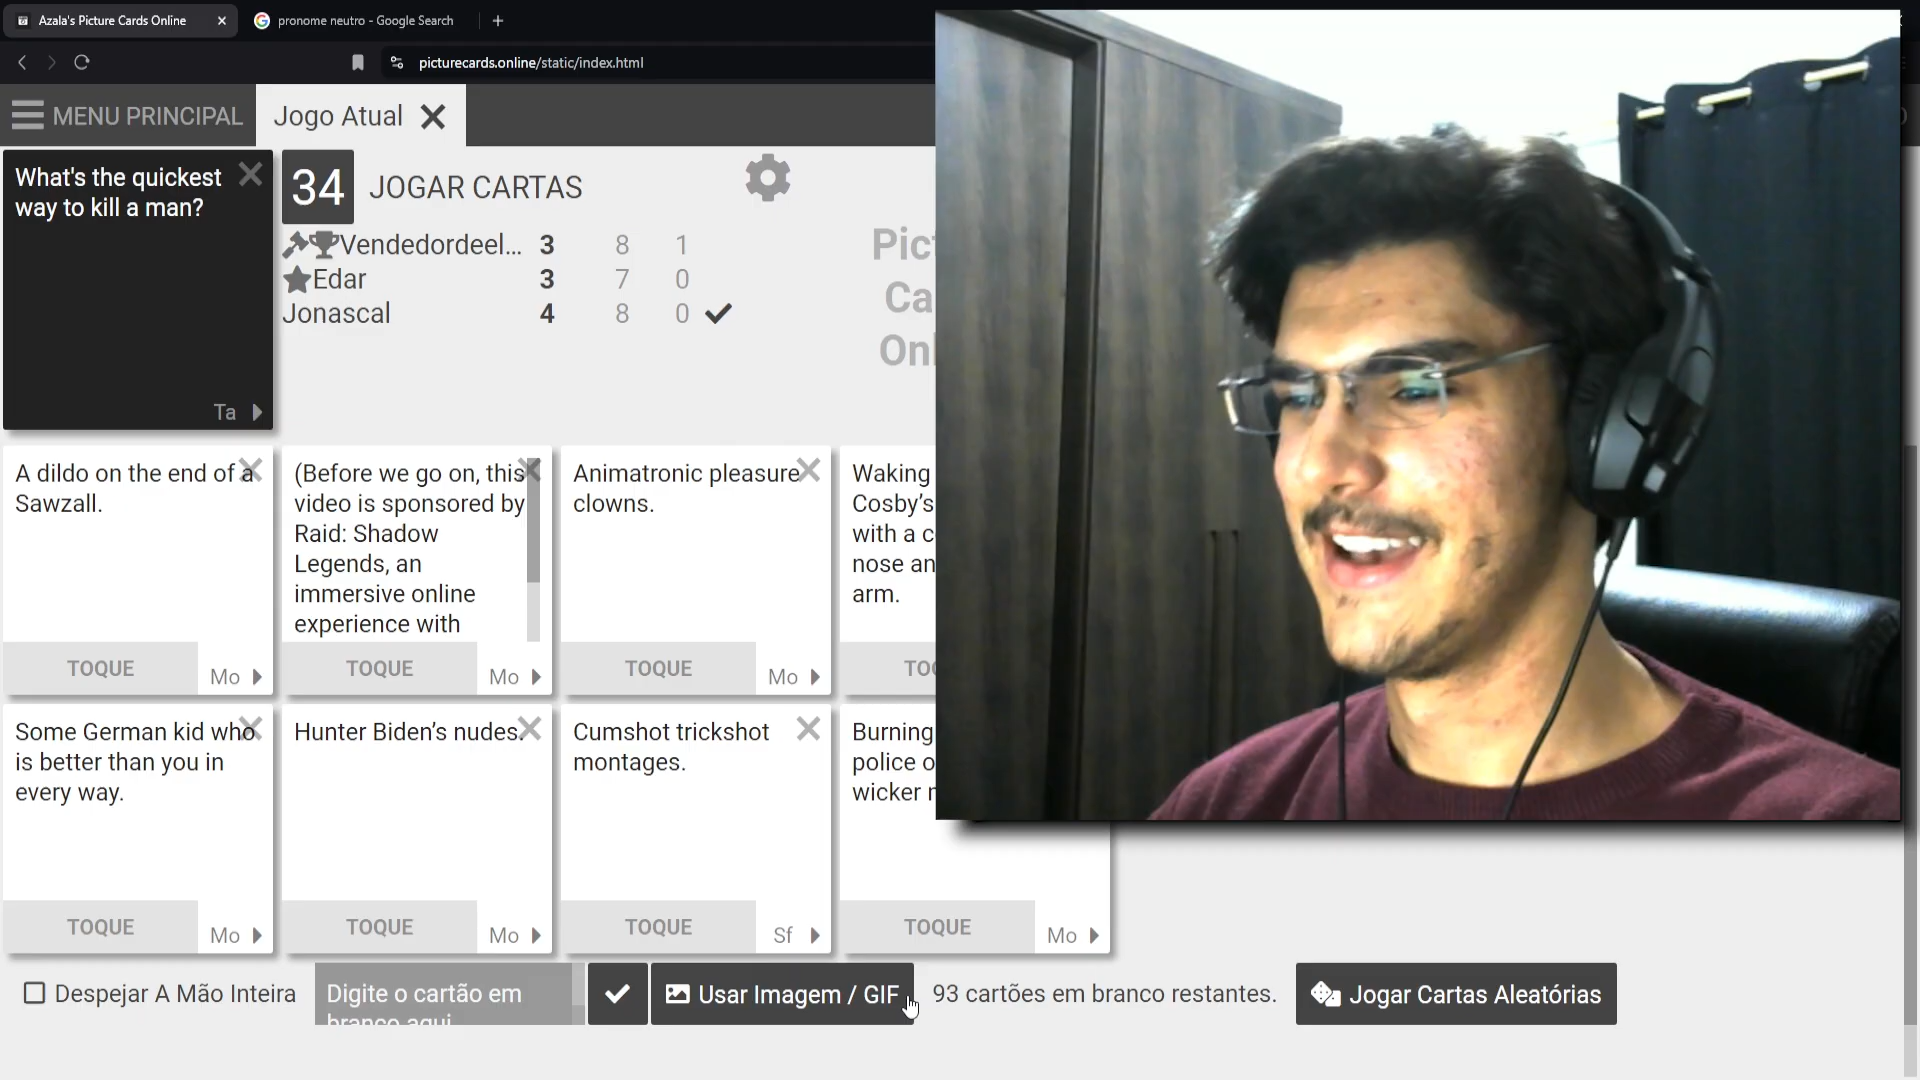 Azala's Picture Cards Online
pronome neutro - Google Search
picturecards.online/static/index.html
MENU PRINCIPAL
Jogo Atual
What's the quickest
way to kill a man?
Ta
34 JOGAR CARTAS
Vendedordeel... 3 8 1
Edar 3 7 0
Jonascal 4 8 0
A dildo on the end of a
Sawzall.
TOQUE
Mo
(Before we go on, this
video is sponsored by
Raid: Shadow
Legends, an
immersive online
experience with
TOQUE
Mo
Animatronic pleasure
clowns.
TOQUE
Mo
Waking
Cosby’s
with a
nose
arm.
Some German kid who
is better than you in
every way.
TOQUE
Mo
Hunter Biden’s nudes.
TOQUE
Mo
Cumshot trickshot
montages.
TOQUE
Sf
Burning
police
wicker
TOQUE
Mo
Despejar A Mão Inteira
Digite o cartão em
branco aqui
Usar Imagem / GIF
93 cartões em branco restantes.
Jogar Cartas Aleatórias